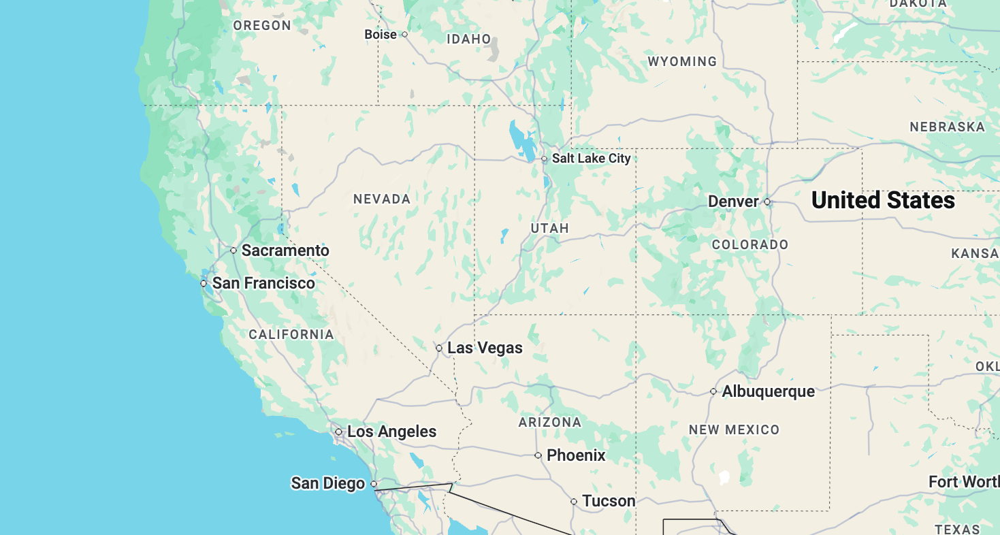 DAKOTA
OREGON
Boise
IDAHO
WYOMING
NEBRASKA
Salt Lake City
NEVADA
Denver
United States
UTAH
COLORADO
Sacramento
KANSA
San Francisco
CALIFORNIA
Las Vegas
OKL
Albuquerque
ARIZONA
NEW MEXICO
Los Angeles
Phoenix
San Diego
Fort Wort
Tucson
TEXAS